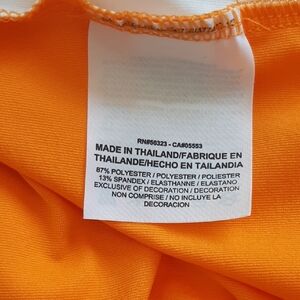 RN#56323 - CA#05553
MADE IN THAILAND/FABRIQUE EN
THAILANDE/HECHO EN TAILANDIA
87% POLYESTER / POLYESTER / POLIESTER
13% SPANDEX / ELASTHANNE / ELASTANO
EXCLUSIVE OF DECORATION / DECORATION
NON COMPRISE / NO INCLUYE LA
DECORACION